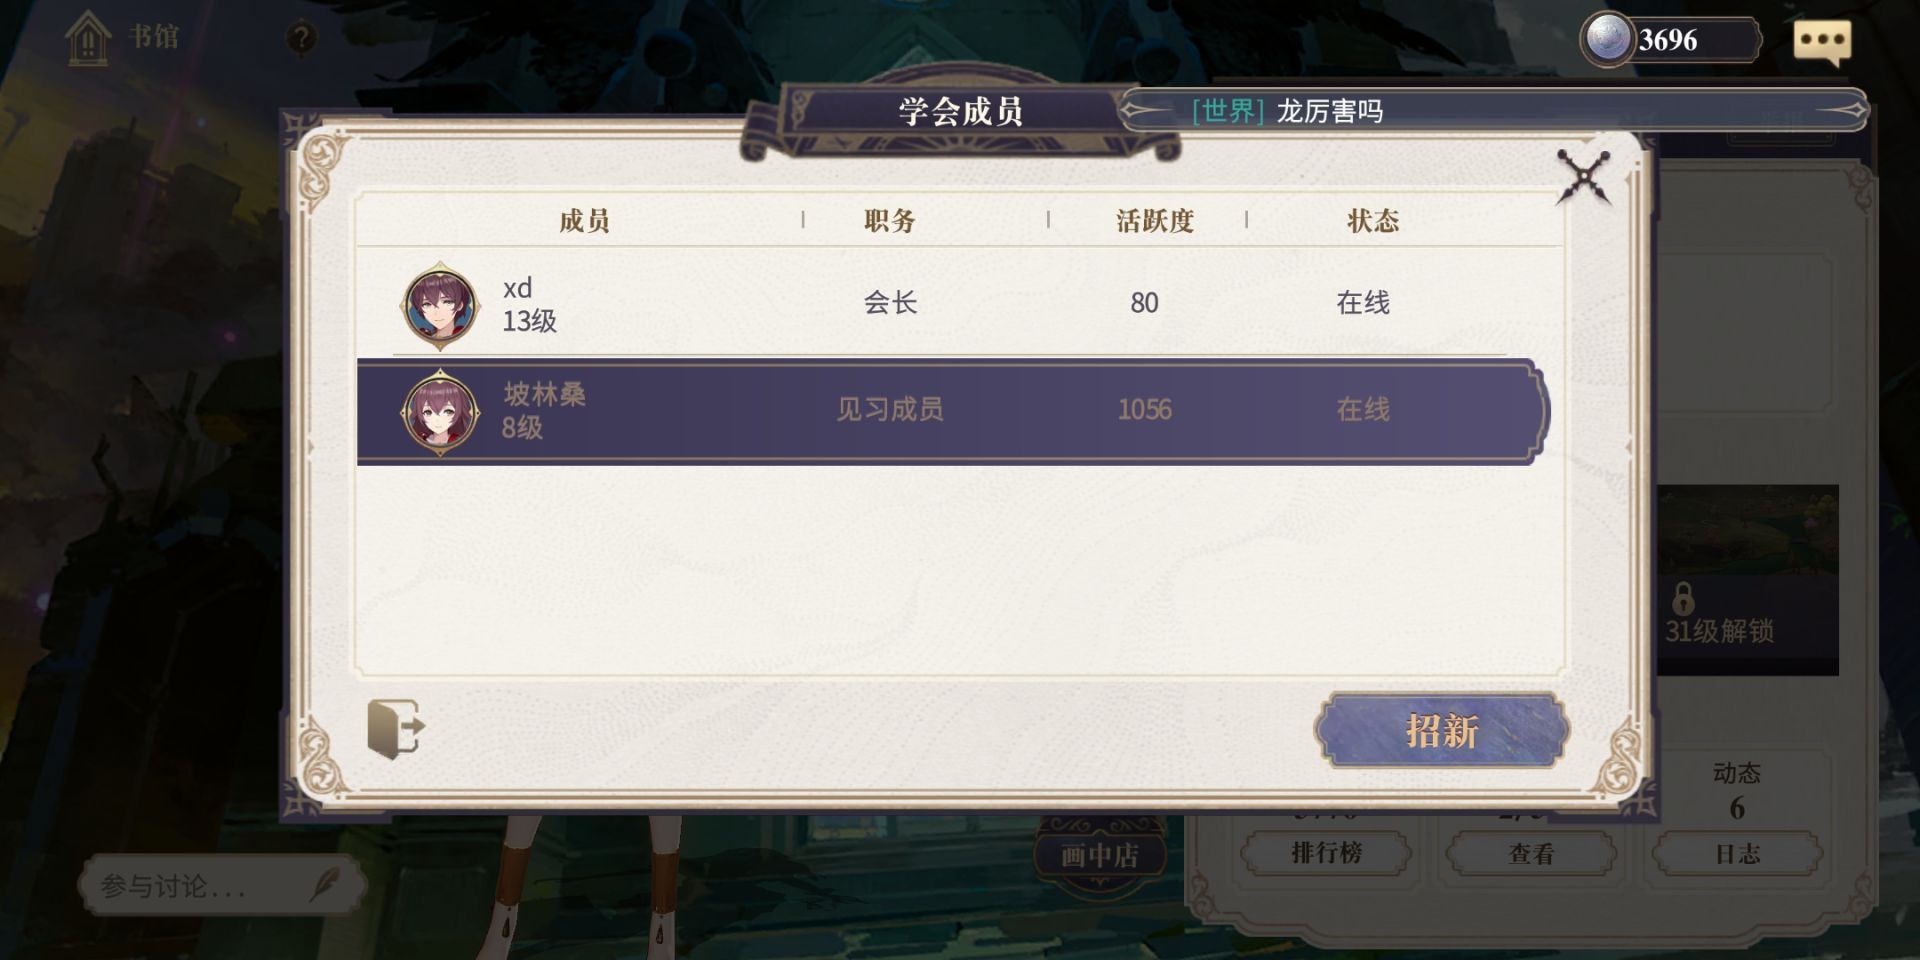 书馆
?
3696
学会成员
[世界] 龙厉害吗
成员 职务 活跃度 状态
xd
13级
会长 80 在线
坡林桑
8级
见习成员 1056 在线
31级解锁
招新
动态
6
画中店
排行榜 查看 日志
参与讨论...